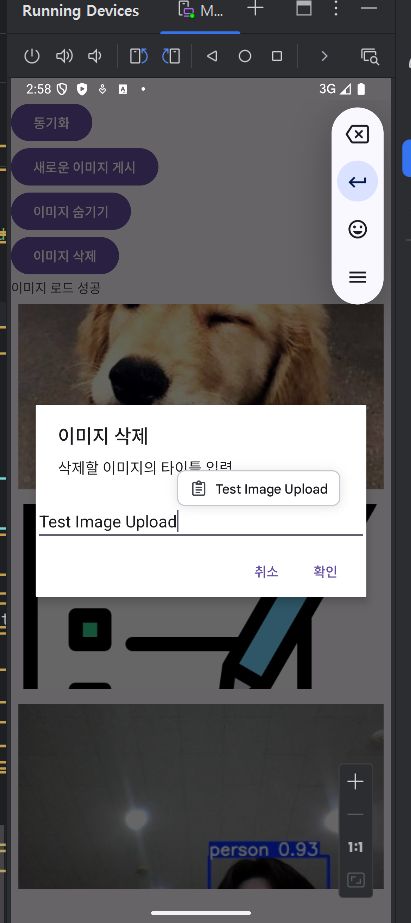 Running Devices
M...
2:58
3G
동기화
새로운 이미지 게시
이미지 숨기기
이미지 삭제
이미지 로드 성공
이미지 삭제
삭제할 이미지의 타이틀 입력
Test Image Upload
Test Image Upload
취소
확인
person 0.93
1:1